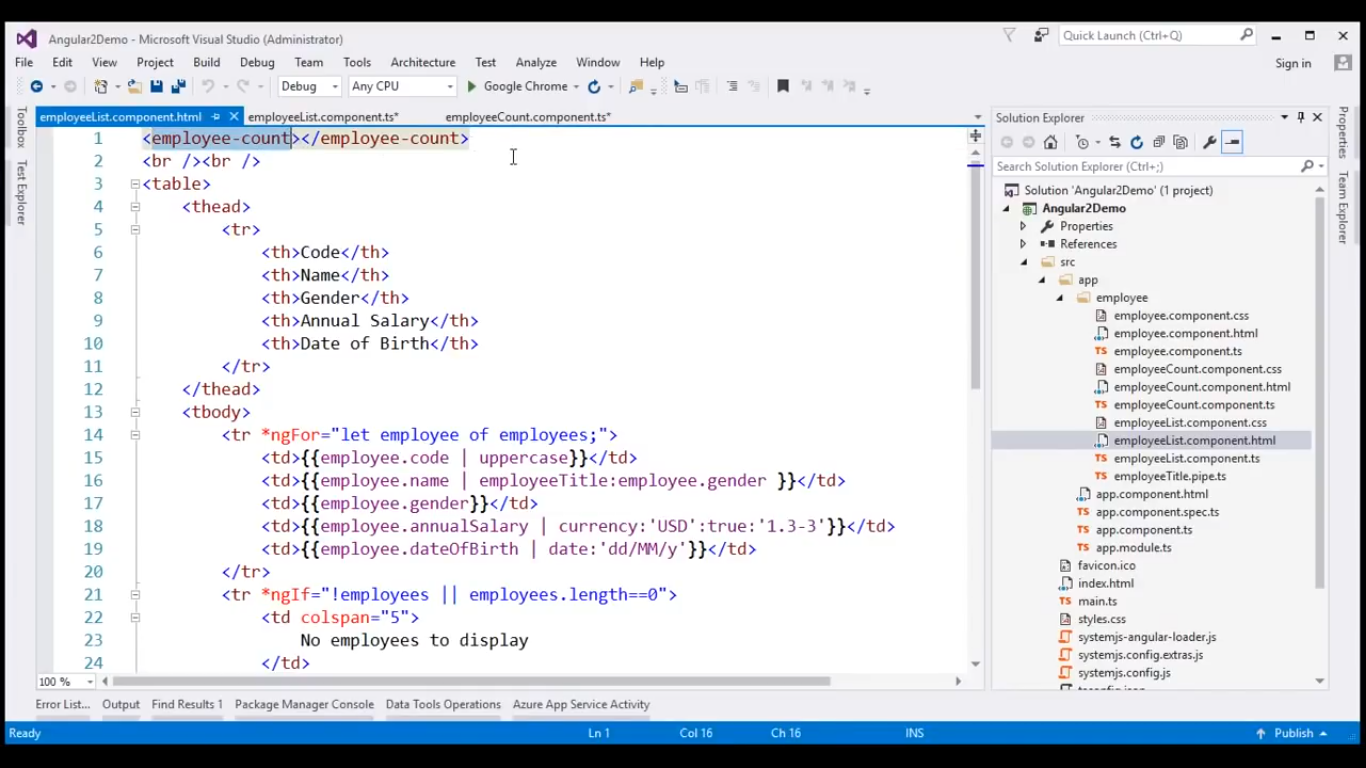 Angular2Demo - Microsoft Visual Studio (Administrator)
Quick Launch (Ctrl+Q)
File Edit View Project Build Debug Team Tools Architecture Test Analyze Window Help
Sign in
Debug Any CPU Google Chrome
employeeList.component.html employeeList.component.ts* employeeCount.component.ts*
Toolbox
Test Explorer
1 <employee-count></employee-count>
2 <br /><br />
3 <table>
4 <thead>
5 <tr>
6 <th>Code</th>
7 <th>Name</th>
8 <th>Gender</th>
9 <th>Annual Salary</th>
10 <th>Date of Birth</th>
11 </tr>
12 </thead>
13 <tbody>
14 <tr *ngFor="let employee of employees;">
15 <td>{{employee.code | uppercase}}</td>
16 <td>{{employee.name | employeeTitle:employee.gender }}</td>
17 <td>{{employee.gender}}</td>
18 <td>{{employee.annualSalary | currency:'USD':true:'1.3-3'}}</td>
19 <td>{{employee.dateOfBirth | date:'dd/MM/y'}}</td>
20 </tr>
21 <tr *ngIf="!employees || employees.length==0">
22 <td colspan="5">
23 No employees to display
24 </td>
100 %
Solution Explorer
Search Solution Explorer (Ctrl+;)
Solution 'Angular2Demo' (1 project)
Angular2Demo
Properties
References
src
app
employee
employee.component.css
employee.component.html
employee.component.ts
employeeCount.component.css
employeeCount.component.html
employeeCount.component.ts
employeeList.component.css
employeeList.component.html
employeeList.component.ts
employeeTitle.pipe.ts
app.component.html
app.component.spec.ts
app.component.ts
app.module.ts
favicon.ico
index.html
main.ts
styles.css
systemjs-angular-loader.js
systemjs.config.extras.js
systemjs.config.js
Properties
Team Explorer
Error List... Output Find Results 1 Package Manager Console Data Tools Operations Azure App Service Activity
Ready Ln 1 Col 16 Ch 16 INS Publish